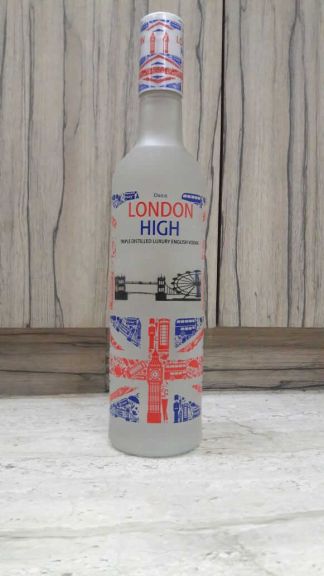 LONDON
HIGH
TRIPLE DISTILLED LUXURY ENGLISH VODKA